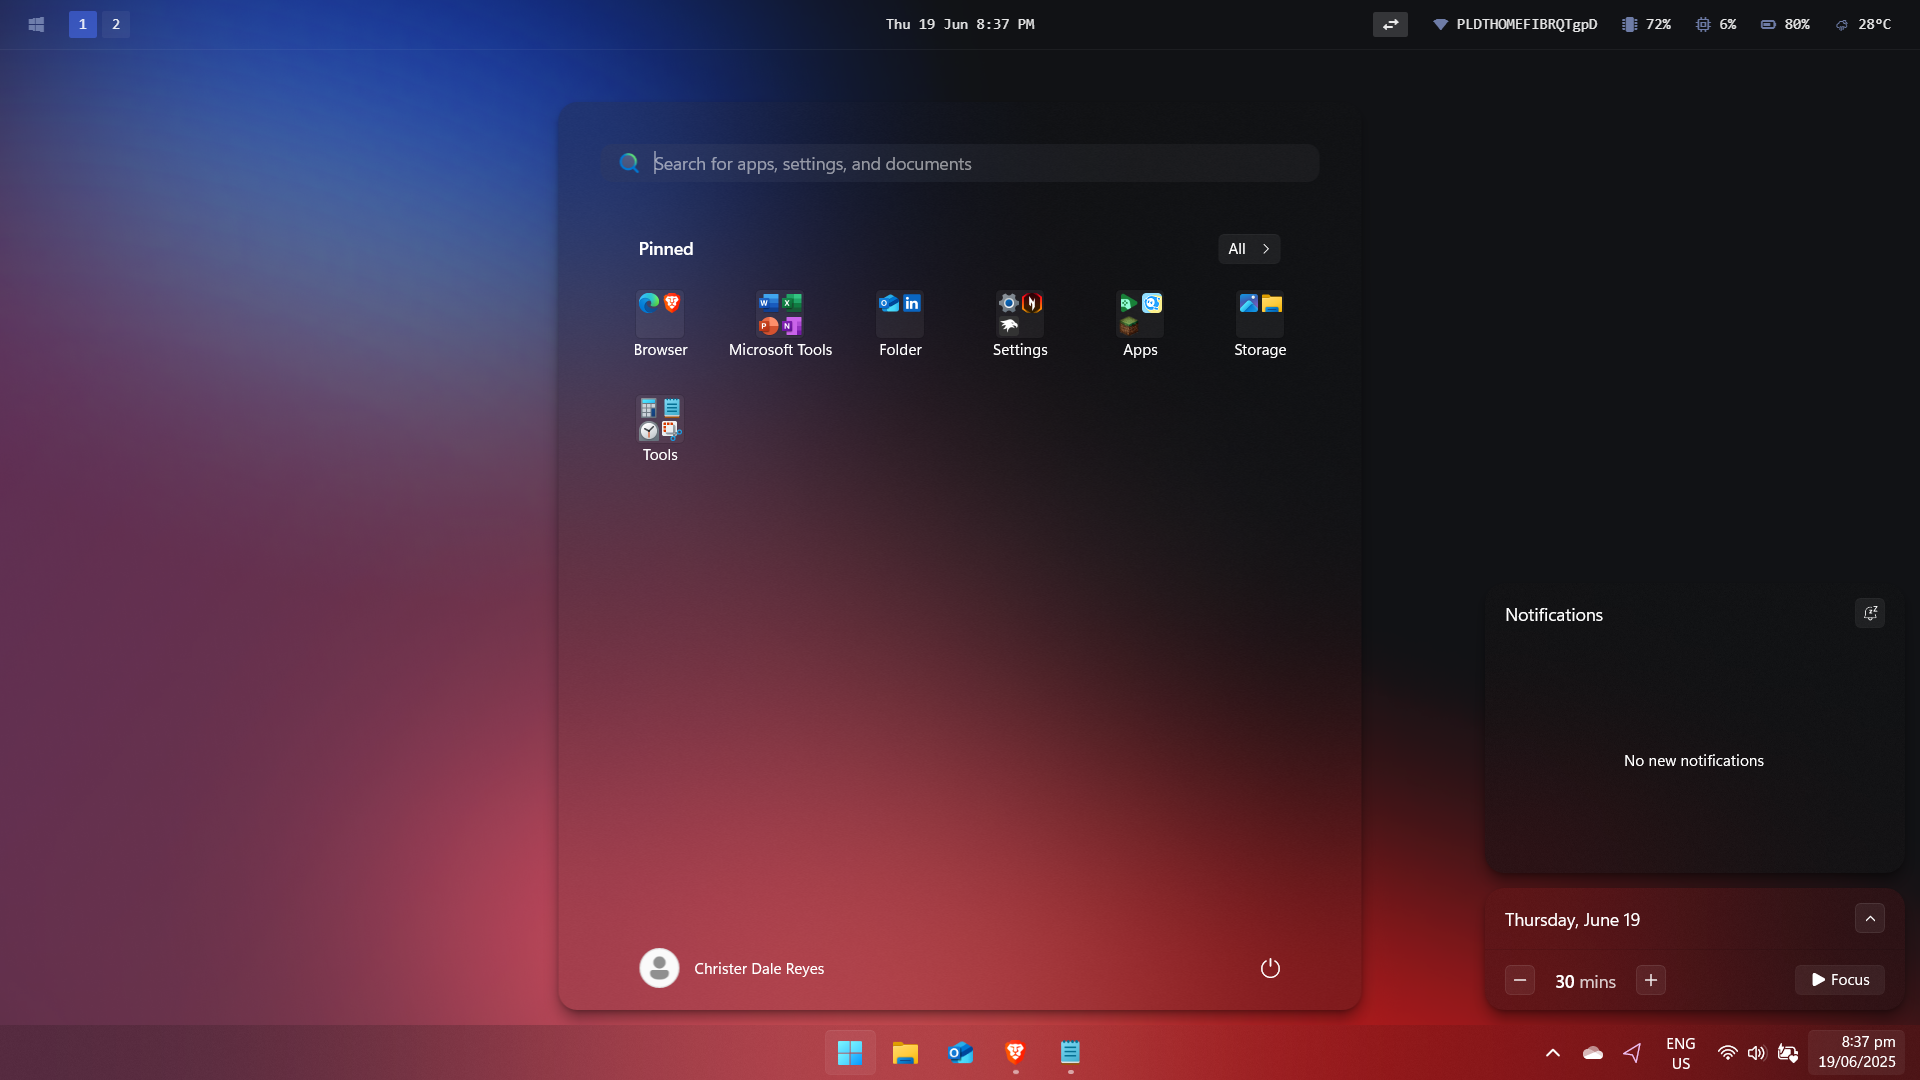 1 2
Thu 19 Jun 8:37 PM
PLDTHOMEFIBRQTgpD 72% 6% 80% 28°C
Search for apps, settings, and documents
Pinned
All
Browser
Microsoft Tools
Folder
Settings
Apps
Storage
Tools
Christer Dale Reyes
Notifications
No new notifications
Thursday, June 19
30 mins
Focus
ENG
US
8:37 pm
19/06/2025